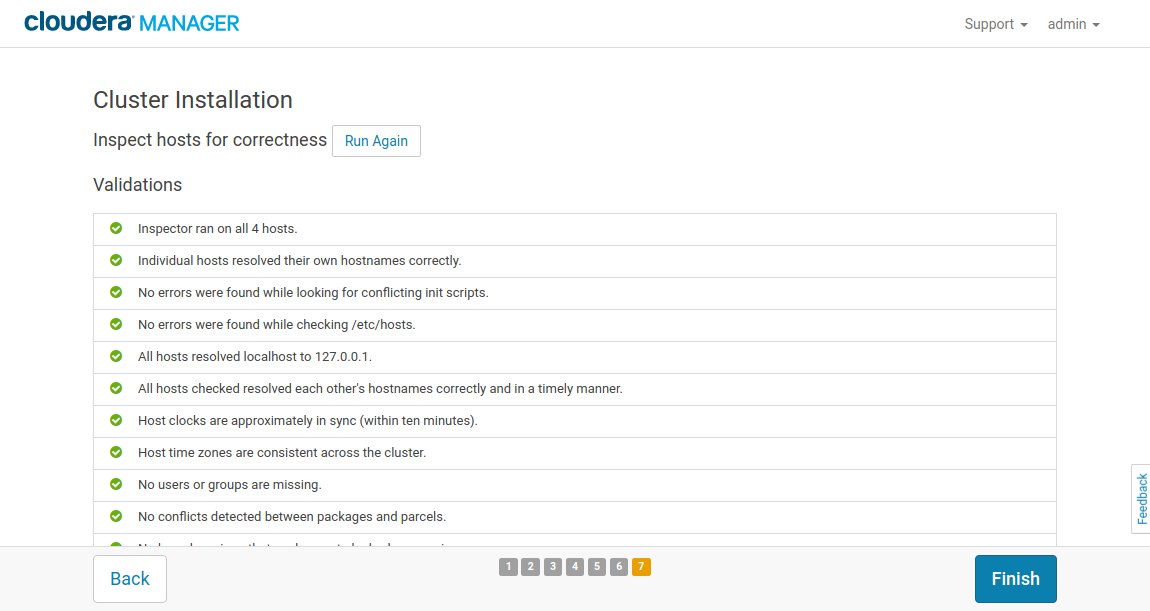 cloudera MANAGER
Support admin
Cluster Installation
Inspect hosts for correctness Run Again
Validations
Inspector ran on all 4 hosts.
Individual hosts resolved their own hostnames correctly.
No errors were found while looking for conflicting init scripts.
No errors were found while checking /etc/hosts.
All hosts resolved localhost to 127.0.0.1.
All hosts checked resolved each other's hostnames correctly and in a timely manner.
Host clocks are approximately in sync (within ten minutes).
Host time zones are consistent across the cluster.
No users or groups are missing.
No conflicts detected between packages and parcels.
Feedback
Back 1 2 3 4 5 6 7 Finish